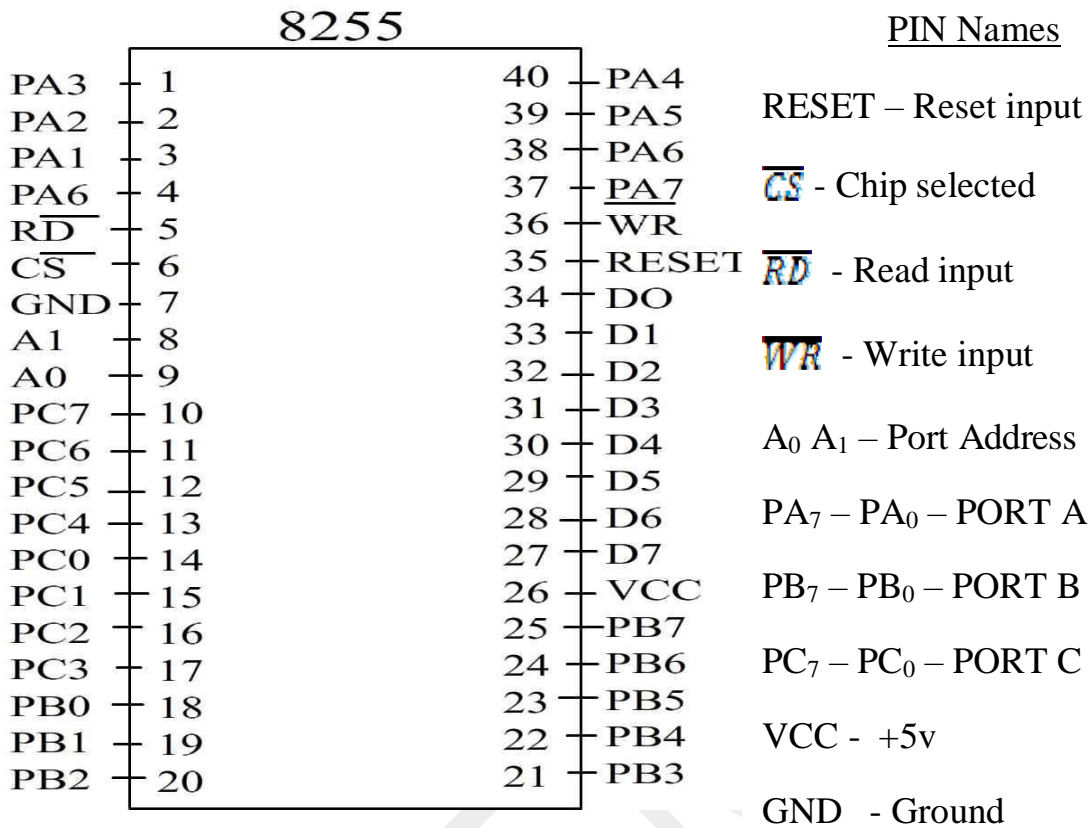 8255
PA3 1
PA2 2
PA1 3
PA6 4
RD 5
CS 6
GND 7
A1 8
A0 9
PC7 10
PC6 11
PC5 12
PC4 13
PC0 14
PC1 15
PC2 16
PC3 17
PB0 18
PB1 19
PB2 20
40 PA4
39 PA5
38 PA6
37 PA7
36 WR
35 RESET
34 DO
33 D1
32 D2
31 D3
30 D4
29 D5
28 D6
27 D7
26 VCC
25 PB7
24 PB6
23 PB5
22 PB4
21 PB3
PIN Names
RESET – Reset input
C̅S̅ - Chip selected
R̅D̅ - Read input
W̅R̅ - Write input
A₀ A₁ – Port Address
PA₇ – PA₀ – PORT A
PB₇ – PB₀ – PORT B
PC₇ – PC₀ – PORT C
VCC - +5v
GND - Ground